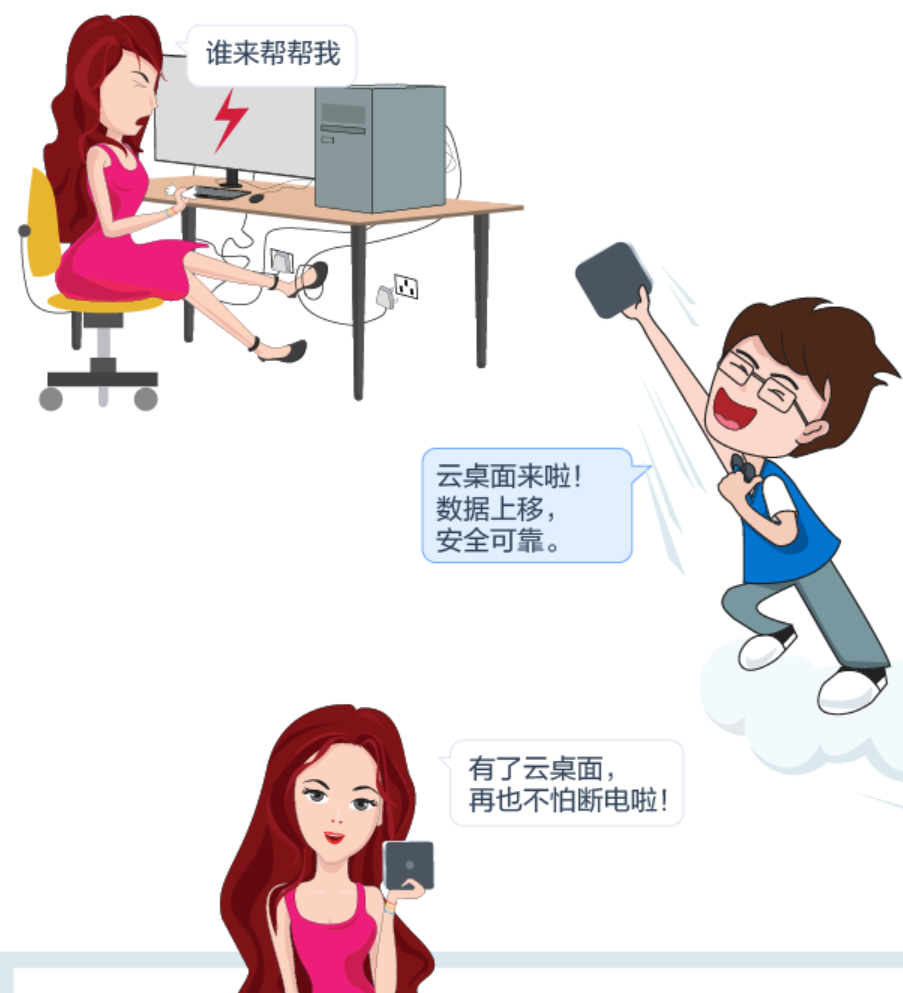 谁来帮帮我
云桌面来啦！
数据上移，
安全可靠。
有了云桌面，
再也不怕断电啦！